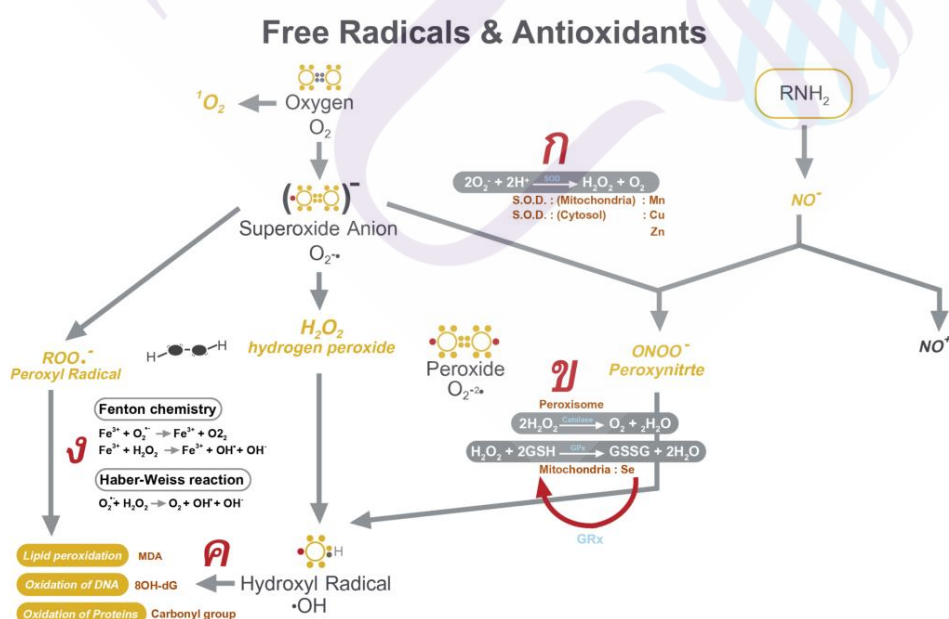 Free Radicals & Antioxidants
¹O₂
Oxygen
O₂
RNH₂
ก
2O₂⁻ + 2H⁺ SOD → H₂O₂ + O₂
S.O.D. : (Mitochondria) : Mn
S.O.D. : (Cytosol) : Cu
Zn
NO⁻
( )⁻
Superoxide Anion
O₂⁻•
H₂O₂
hydrogen peroxide
ROO•⁻
Peroxyl Radical
H H
Peroxide
O₂⁻²•
ONOO⁻
Peroxynitrte
NO⁺
ข
Peroxisome
2H₂O₂ Catilase → O₂ + ₂H₂O
H₂O₂ + 2GSH GPx → GSSG + 2H₂O
Mitochondria : Se
GRx
ง
Fenton chemistry
Fe³⁺ + O₂•⁻ → Fe³⁺ + O2₂
Fe³⁺ + H₂O₂ → Fe³⁺ + OH•+ OH⁻
Haber-Weiss reaction
O₂•⁻+ H₂O₂ → O₂ + OH•+ OH⁻
ค
Lipid peroxidation MDA
Oxidation of DNA 8OH-dG
Oxidation of Proteins Carbonyl group
H
Hydroxyl Radical
•OH